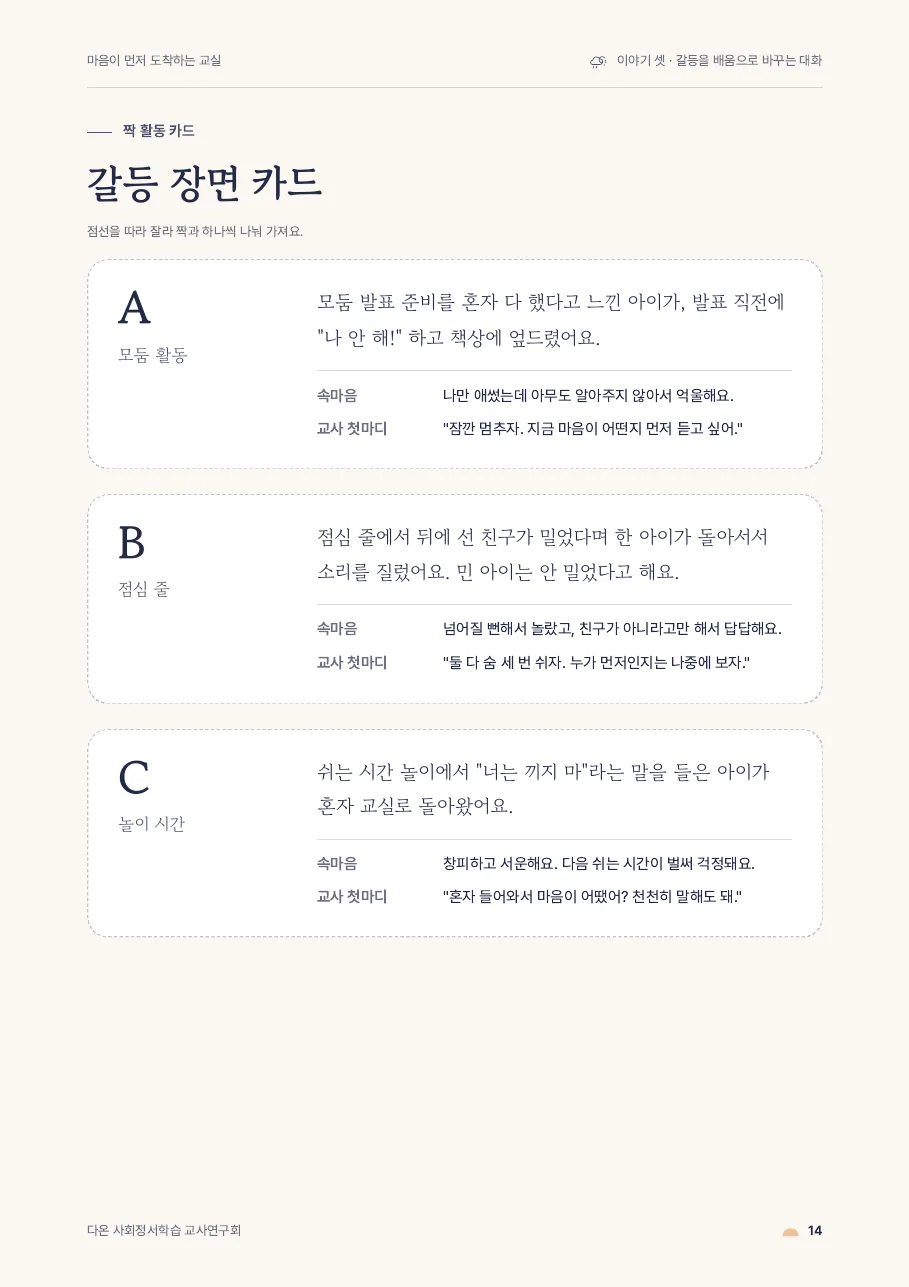 마음이 먼저 도착하는 교실
이야기 셋 · 갈등을 배움으로 바꾸는 대화
짝 활동 카드
갈등 장면 카드
점선을 따라 잘라 짝과 하나씩 나눠 가져요.
A
모둠 활동
모둠 발표 준비를 혼자 다 했다고 느낀 아이가, 발표 직전에
"나 안 해!" 하고 책상에 엎드렸어요.
속마음 나만 애썼는데 아무도 알아주지 않아서 억울해요.
교사 첫마디 "잠깐 멈추자. 지금 마음이 어떤지 먼저 듣고 싶어."
B
점심 줄
점심 줄에서 뒤에 선 친구가 밀었다며 한 아이가 돌아서서
소리를 질렀어요. 민 아이는 안 밀었다고 해요.
속마음 넘어질 뻔해서 놀랐고, 친구가 아니라고만 해서 답답해요.
교사 첫마디 "둘 다 숨 세 번 쉬자. 누가 먼저인지는 나중에 보자."
C
놀이 시간
쉬는 시간 놀이에서 "너는 끼지 마"라는 말을 들은 아이가
혼자 교실로 돌아왔어요.
속마음 창피하고 서운해요. 다음 쉬는 시간이 벌써 걱정돼요.
교사 첫마디 "혼자 들어와서 마음이 어땠어? 천천히 말해도 돼."
다온 사회정서학습 교사연구회
14